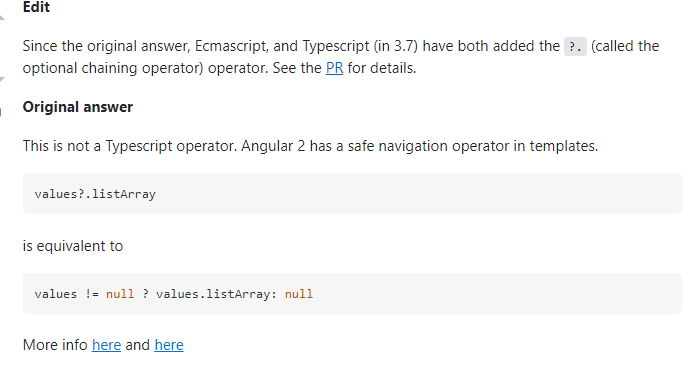 Edit
Since the original answer, Ecmascript, and Typescript (in 3.7) have both added the ?. (called the
optional chaining operator) operator. See the PR for details.
Original answer
This is not a Typescript operator. Angular 2 has a safe navigation operator in templates.
values?.listArray
is equivalent to
values != null ? values.listArray: null
More info here and here